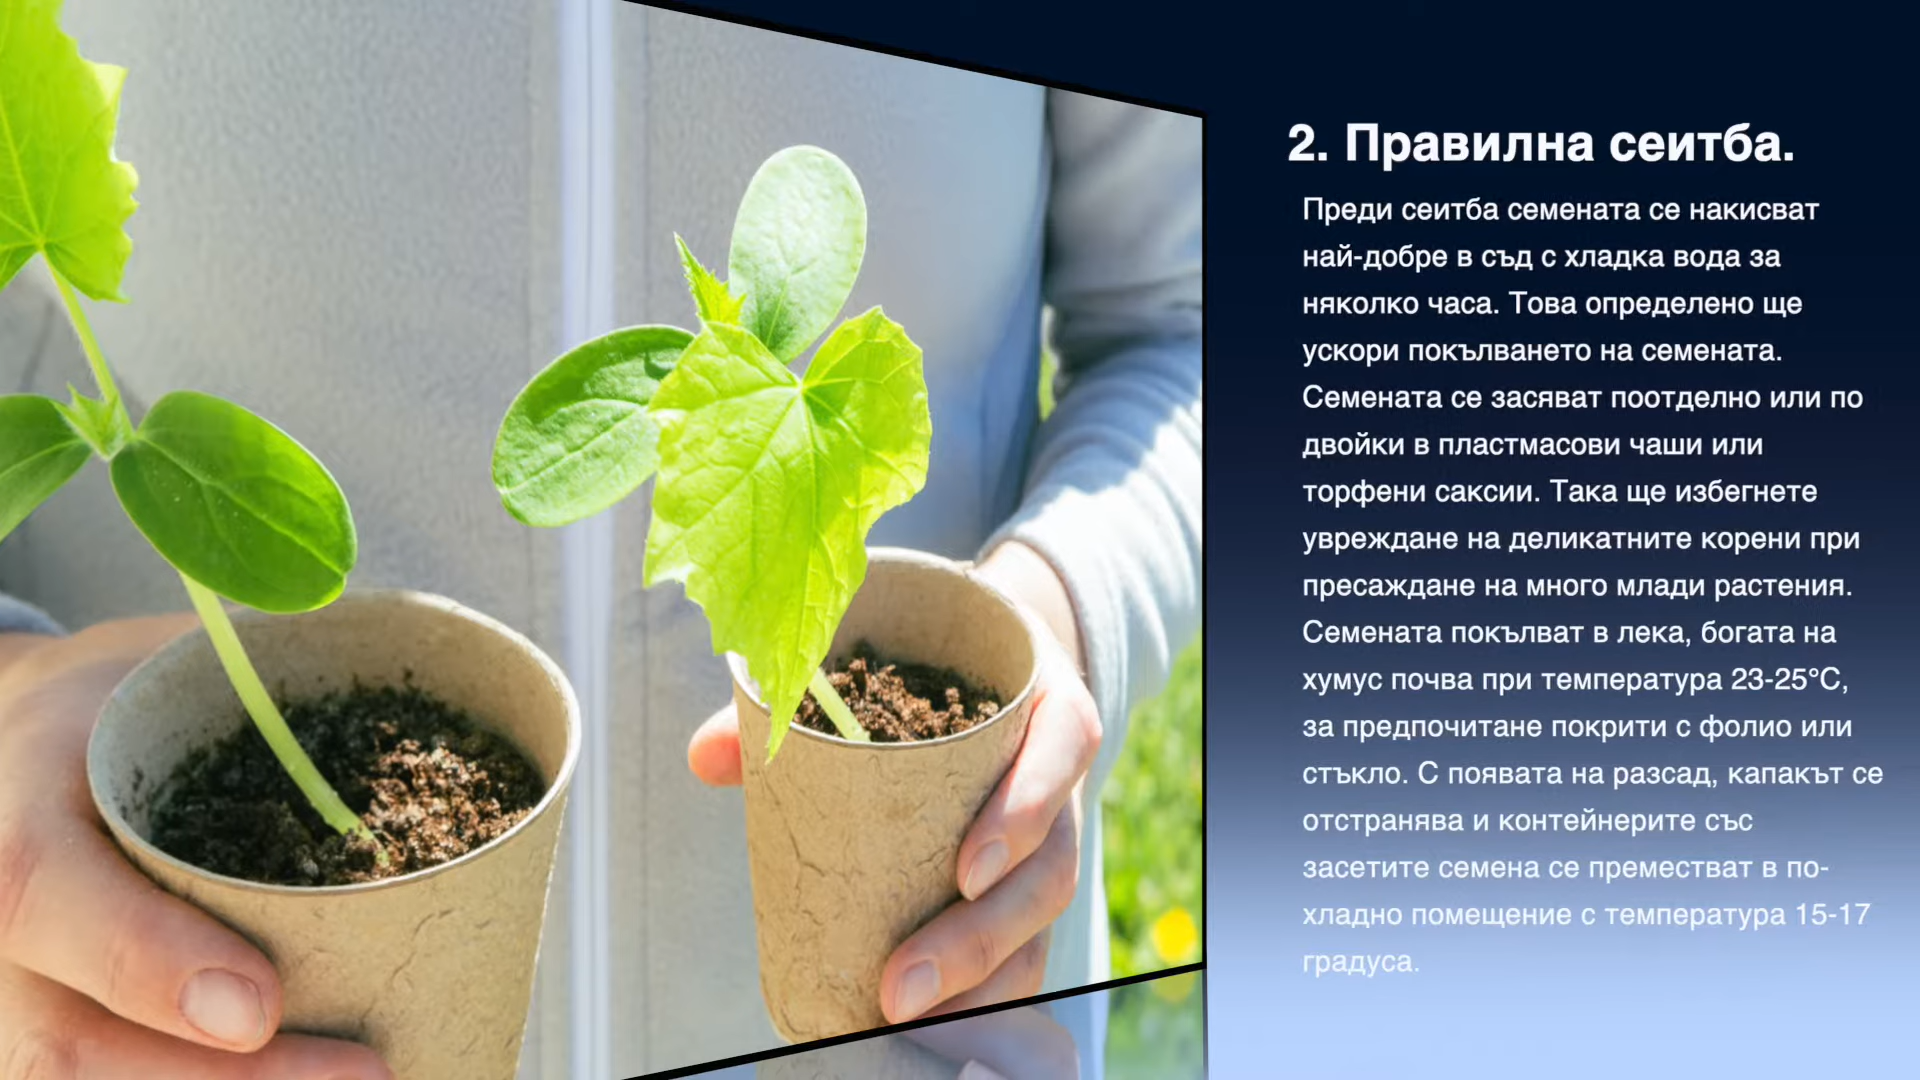 2. Правилна сеитба.
Преди сеитба семената се накисват
най-добре в съд с хладка вода за
няколко часа. Това определено ще
ускори покълването на семената.
Семената се засяват поотделно или по
двойки в пластмасови чаши или
торфени саксии. Така ще избегнете
увреждане на деликатните корени при
пресаждане на много млади растения.
Семената покълват в лека, богата на
хумус почва при температура 23-25°C,
за предпочитане покрити с фолио или
стъкло. С появата на разсад, капакът се
отстранява и контейнерите със
засетите семена се преместват в по-
хладно помещение с температура 15-17
градуса.